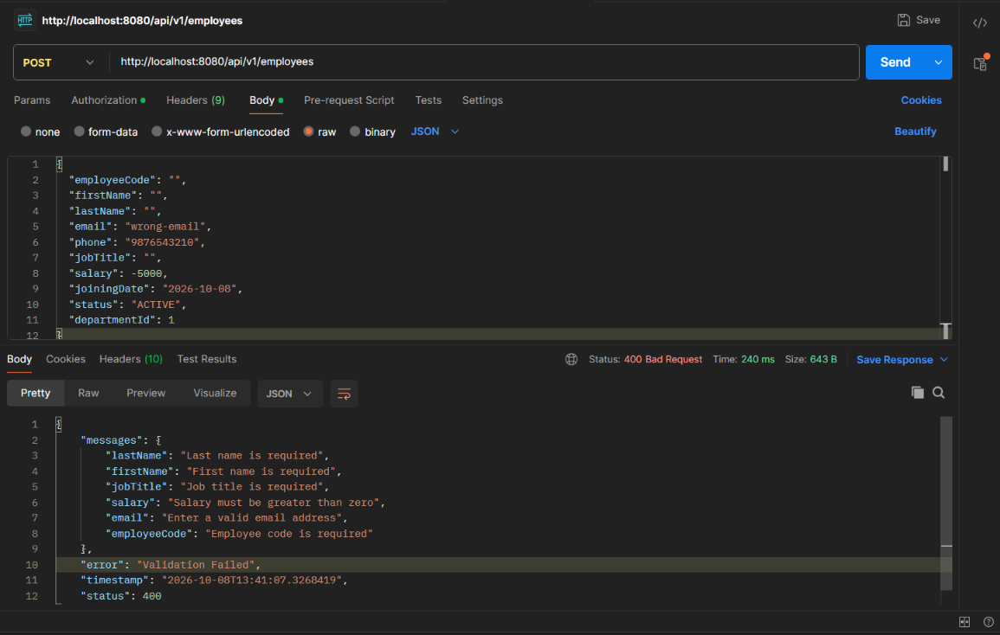 HTTP http://localhost:8080/api/v1/employees Save
POST http://localhost:8080/api/v1/employees Send
Params Authorization Headers (9) Body Pre-request Script Tests Settings Cookies
none form-data x-www-form-urlencoded raw binary JSON Beautify
1 {
2 "employeeCode": "",
3 "firstName": "",
4 "lastName": "",
5 "email": "wrong-email",
6 "phone": "9876543210",
7 "jobTitle": "",
8 "salary": -5000,
9 "joiningDate": "2026-10-08",
10 "status": "ACTIVE",
11 "departmentId": 1
12 }
Body Cookies Headers (10) Test Results Status: 400 Bad Request Time: 240 ms Size: 643 B Save Response
Pretty Raw Preview Visualize JSON
1 {
2 "messages": {
3 "lastName": "Last name is required",
4 "firstName": "First name is required",
5 "jobTitle": "Job title is required",
6 "salary": "Salary must be greater than zero",
7 "email": "Enter a valid email address",
8 "employeeCode": "Employee code is required"
9 },
10 "error": "Validation Failed",
11 "timestamp": "2026-10-08T13:41:07.3268419",
12 "status": 400